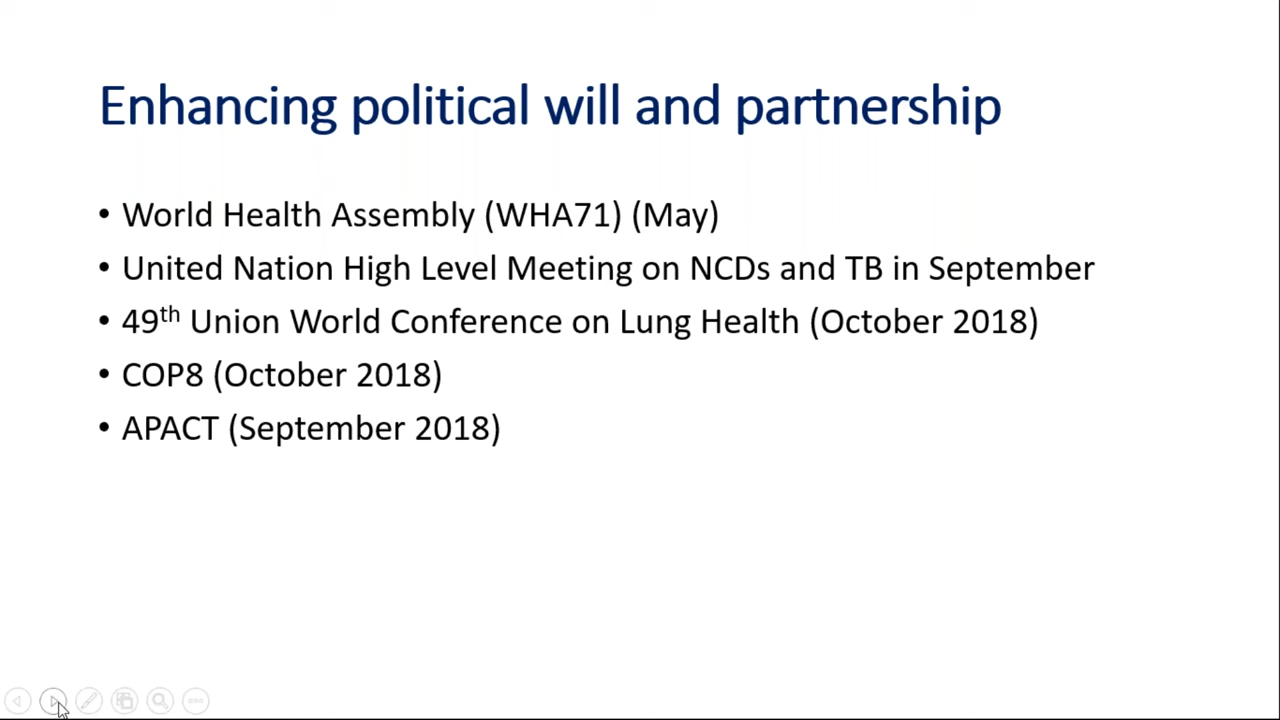 Enhancing political will and partnership
• World Health Assembly (WHA71) (May)
• United Nation High Level Meeting on NCDs and TB in September
• 49th Union World Conference on Lung Health (October 2018)
• COP8 (October 2018)
• APACT (September 2018)